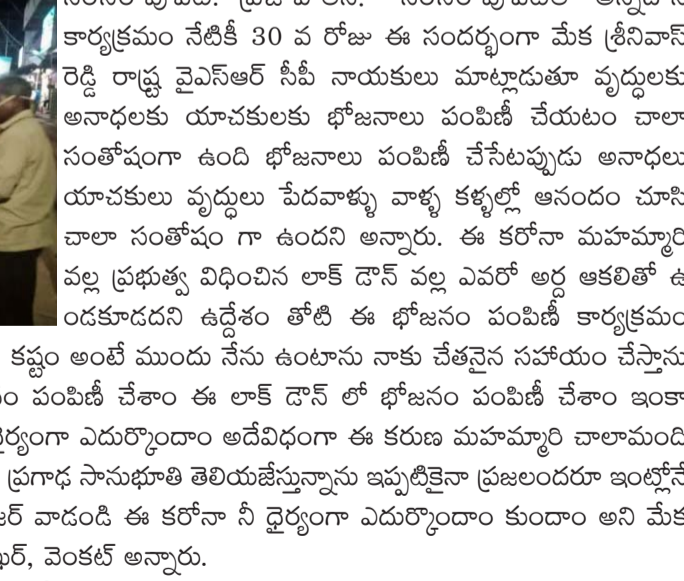 కార్యక్రమం నేటికీ 30 వ రోజు ఈ సందర్భంగా మేక శ్రీనివాస్
రెడ్డి రాష్ట్ర వైఎస్ఆర్ సీపీ నాయకులు మాట్లాడుతూ వృద్ధులకు
అనాధలకు యాచకులకు భోజనాలు పంపిణీ చేయటం చాలా
సంతోషంగా ఉంది భోజనాలు పంపిణీ చేసేటప్పుడు అనాధలు
యాచకులు వృద్ధులు పేదవాళ్ళు వాళ్ళ కళ్ళల్లో ఆనందం చూసి
చాలా సంతోషం గా ఉందని అన్నారు. ఈ కరోనా మహమ్మారి
వల్ల ప్రభుత్వ విధించిన లాక్ డౌన్ వల్ల ఎవరో అర్ద ఆకలితో ఉ
ండకూడదని ఉద్దేశం తోటి ఈ భోజనం పంపిణీ కార్యక్రమం
కష్టం అంటే ముందు నేను ఉంటాను నాకు చేతనైన సహాయం చేస్తాను
పంపిణీ చేశాం ఈ లాక్ డౌన్ లో భోజనం పంపిణీ చేశాం ఇంకా
ఎదుర్కొందాం అదేవిధంగా ఈ కరుణ మహమ్మారి చాలామంది
ప్రగాఢ సానుభూతి తెలియజేస్తున్నాను ఇప్పటికైనా ప్రజలందరూ ఇంట్లోనే
వాడండి ఈ కరోనా నీ ధైర్యంగా ఎదుర్కొందాం కుందాం అని మేక
వెంకట్ అన్నారు.